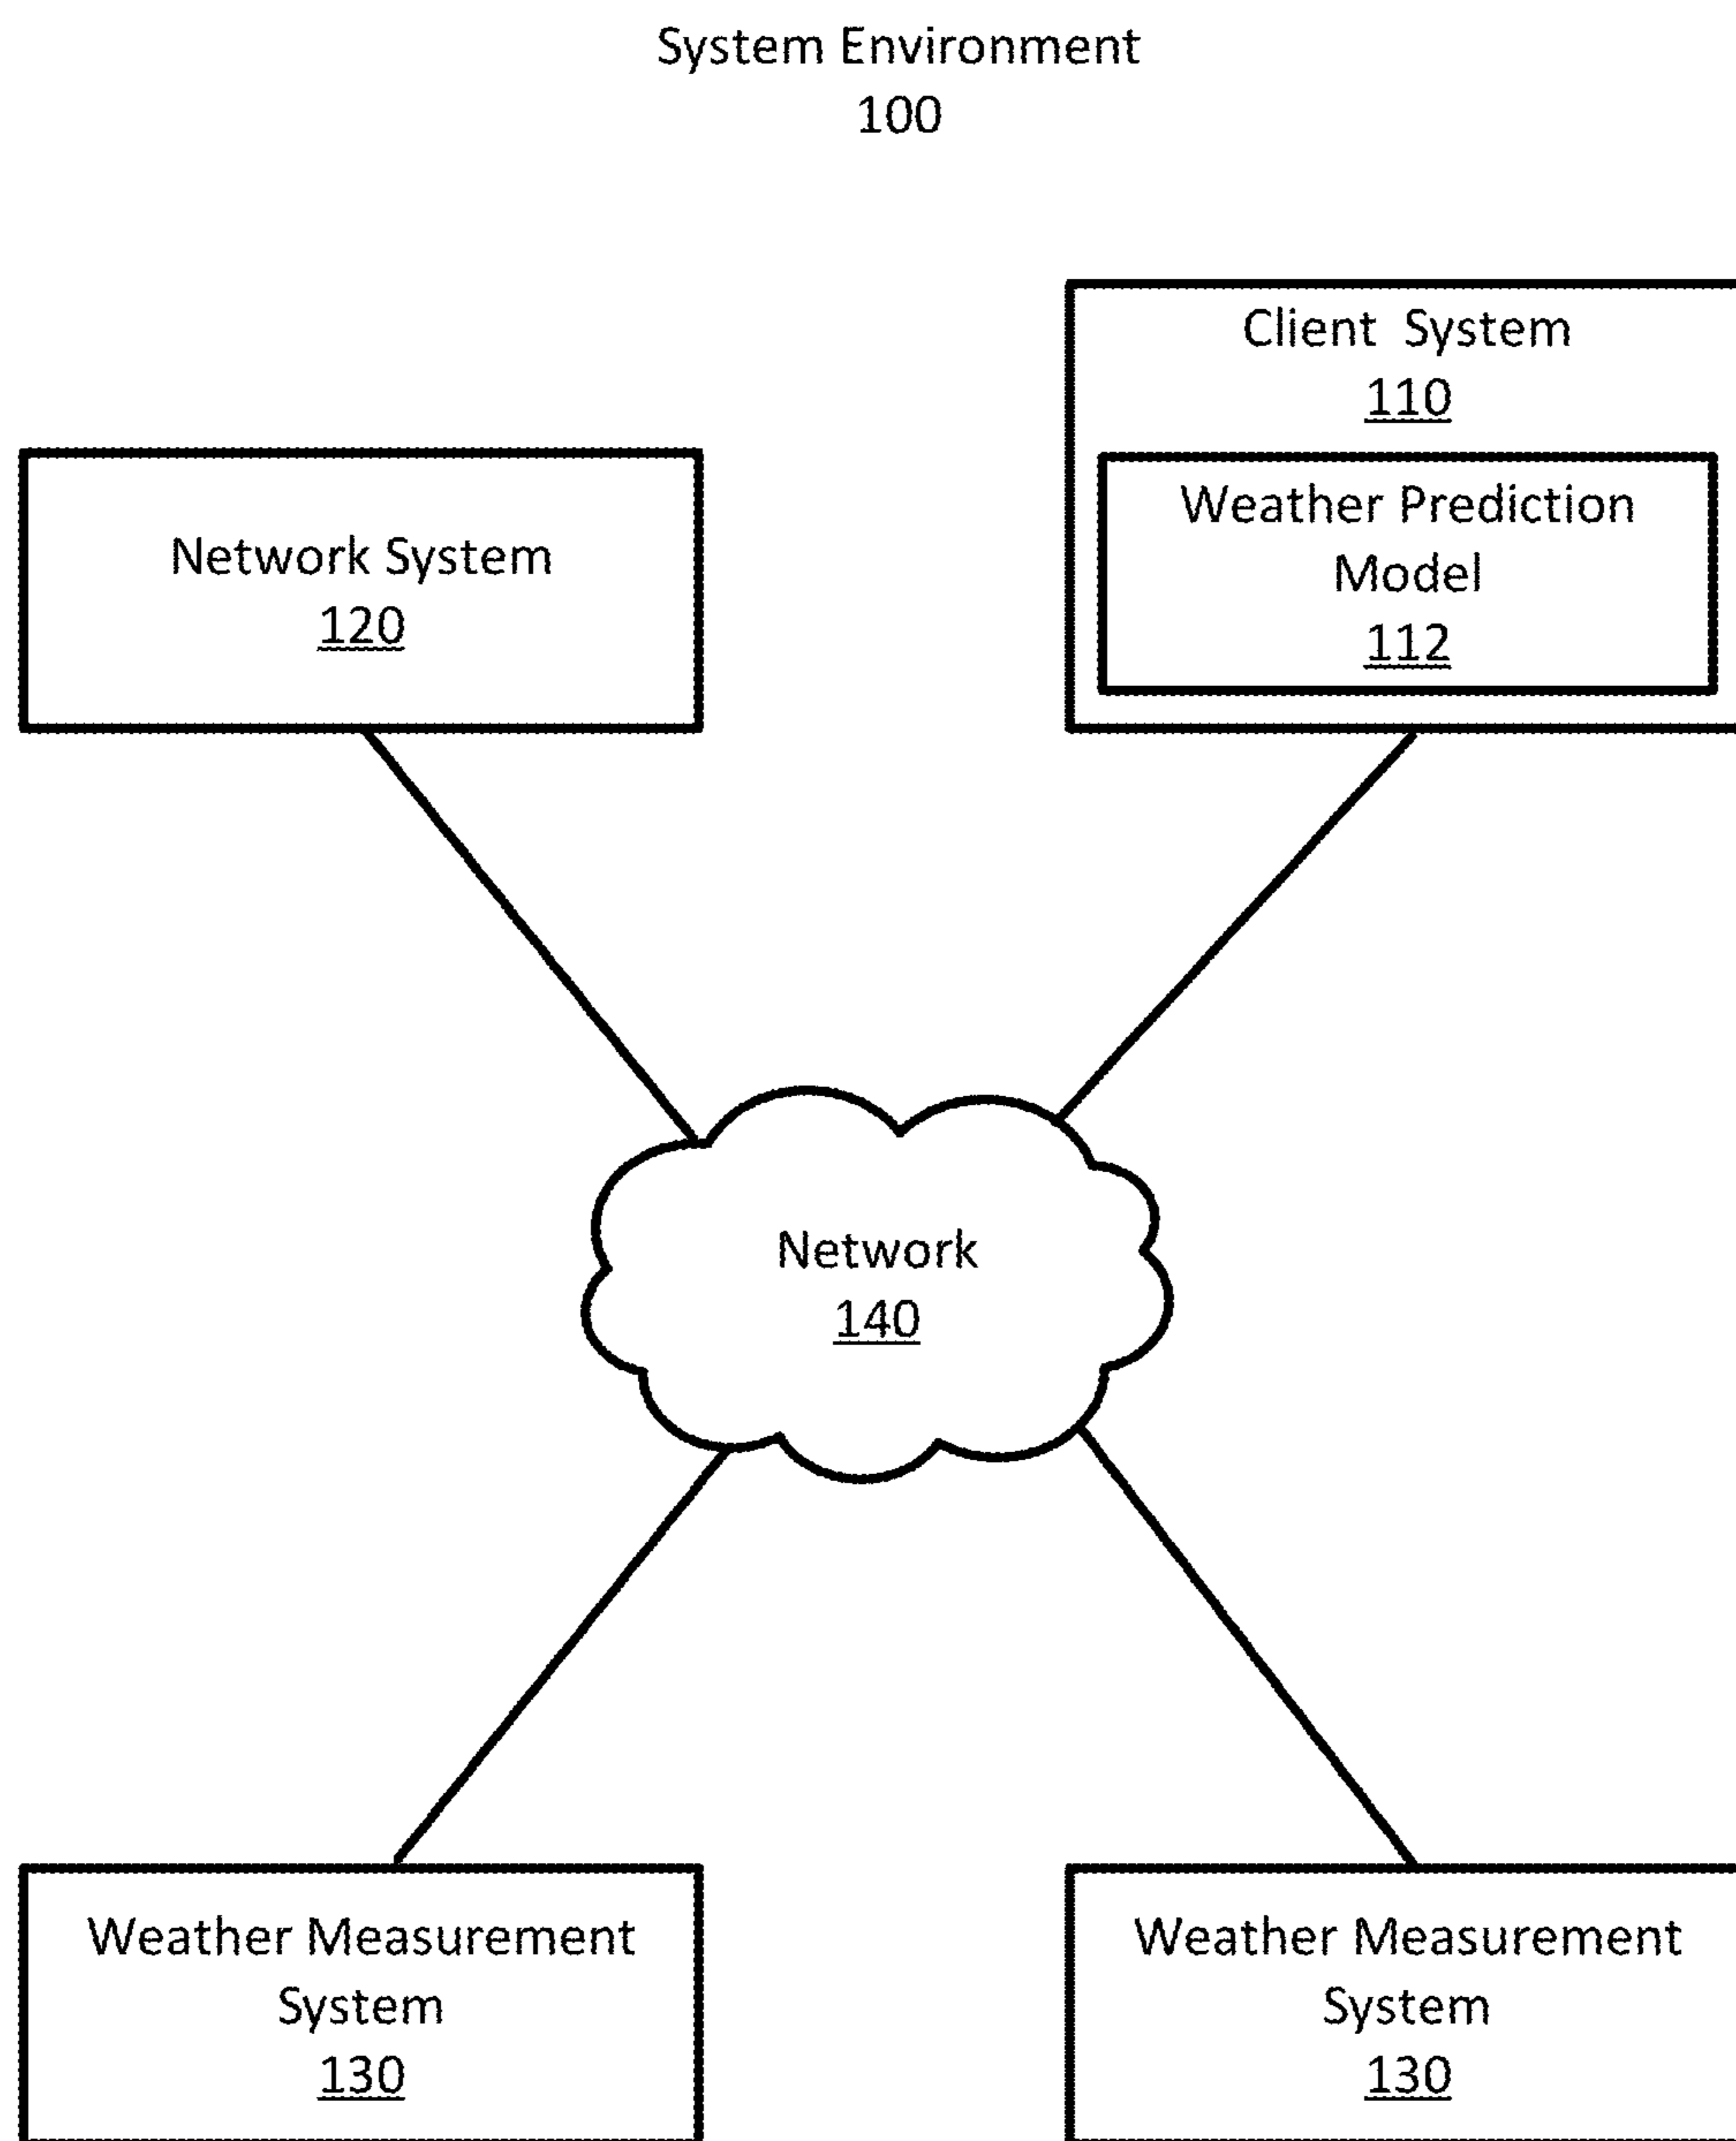 System Environment
100
Client System
110
Weather Prediction
Model
112
Network System
120
Network
140
Weather Measurement
System
130
Weather Measurement
System
130